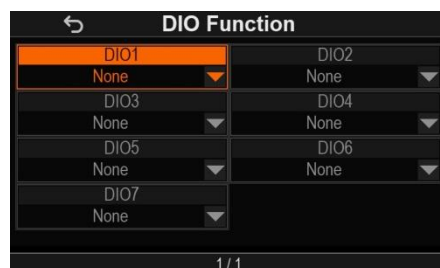 DIO Function
DIO1 DIO2
None None
DIO3 DIO4
None None
DIO5 DIO6
None None
DIO7
None
1/1